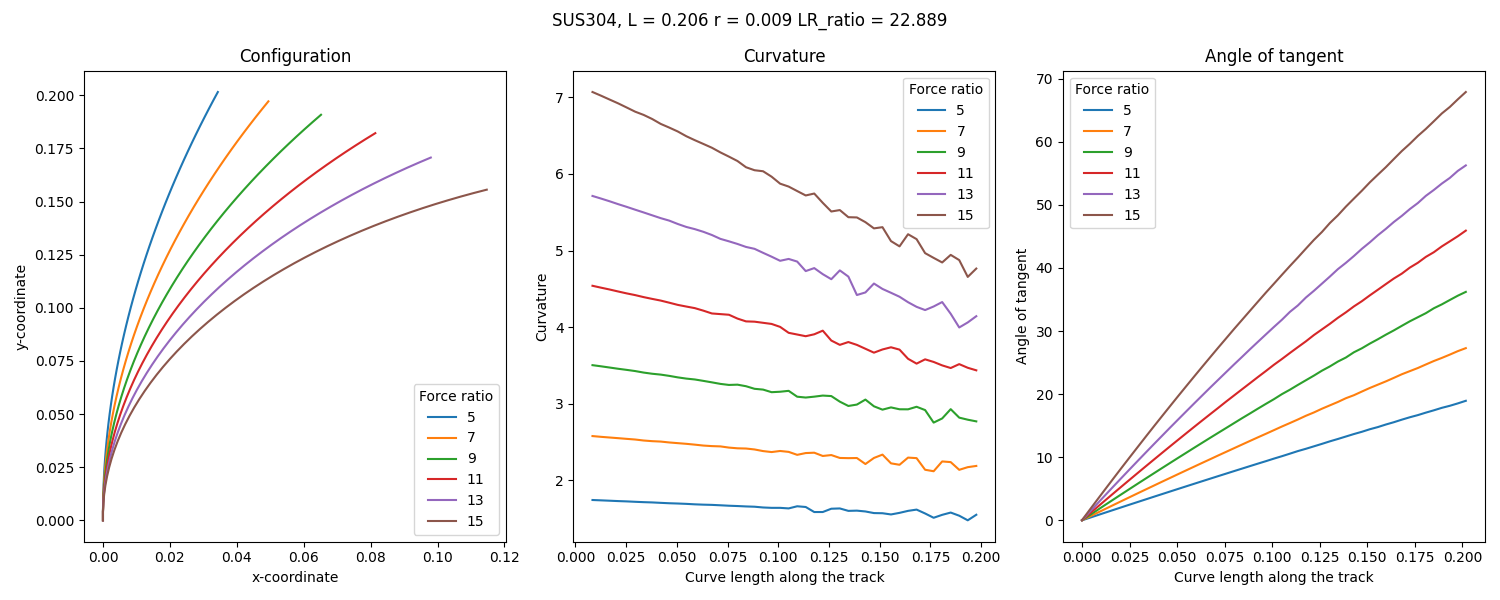 SUS304, L = 0.206 r = 0.009 LR_ratio = 22.889
Configuration
y-coordinate
0.200
0.175
0.150
0.125
0.100
0.075
0.050
0.025
0.000
0.00 0.02 0.04 0.06 0.08 0.10 0.12
x-coordinate
Force ratio
5
7
9
11
13
15
Curvature
Curvature
7
6
5
4
3
2
0.000 0.025 0.050 0.075 0.100 0.125 0.150 0.175 0.200
Curve length along the track
Force ratio
5
7
9
11
13
15
Angle of tangent
Angle of tangent
70
60
50
40
30
20
10
0
0.000 0.025 0.050 0.075 0.100 0.125 0.150 0.175 0.200
Curve length along the track
Force ratio
5
7
9
11
13
15